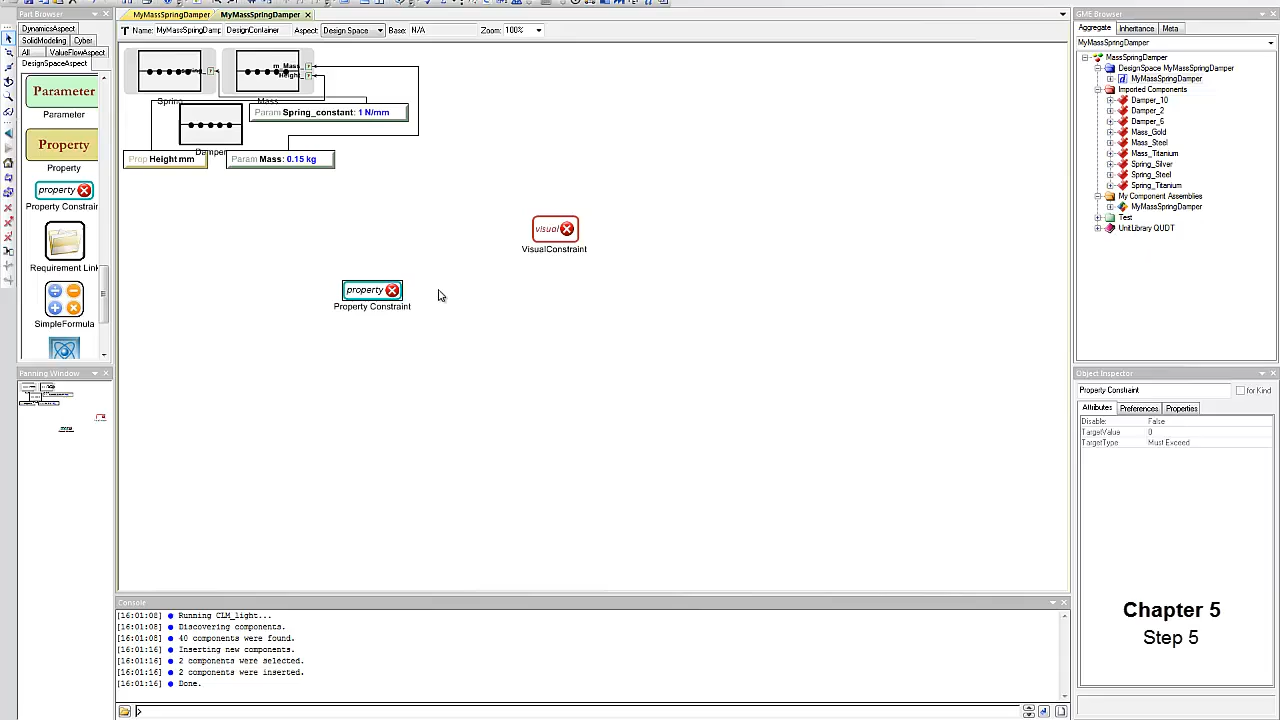 Part Browser
MyMassSpringDamper
MyMassSpringDamper
GME Browser
DynamicsAspect
SolidModeling
Cyber
All
ValueFlowAspect
DesignSpaceAspect
Name:
DesignContainer
Aspect:
Design Space
Base:
N/A
Zoom:
100%
Aggregate
Inheritance
Meta
MyMassSpringDamper
MassSpringDamper
DesignSpace MyMassSpringDamper
MyMassSpringDamper
Imported Components
Damper_10
Damper_2
Damper_6
Mass_Gold
Mass_Steel
Mass_Titanium
Spring_Silver
Spring_Steel
Spring_Titanium
My Component Assemblies
MyMassSpringDamper
Test
UnitLibrary QUDT
Parameter
Parameter
Property
Property
property
Property Constrain
Requirement Link
SimpleFormula
m_Mass
Spring
Mass
Param Spring_constant: 1 N/mm
Damper
Prop Height mm
Param Mass: 0.15 kg
visual
VisualConstraint
property
Property Constraint
Panning Window
Object Inspector
Property Constraint
for Kind
Attributes
Preferences
Properties
Disable: False
TargetValue 0
TargetType Must Exceed
Chapter 5
Step 5
Console
[16:01:08] Running CLM_light...
[16:01:08] Discovering components.
[16:01:08] 40 components were found.
[16:01:16] Inserting new components.
[16:01:16] 2 components were selected.
[16:01:16] 2 components were inserted.
[16:01:16] Done.